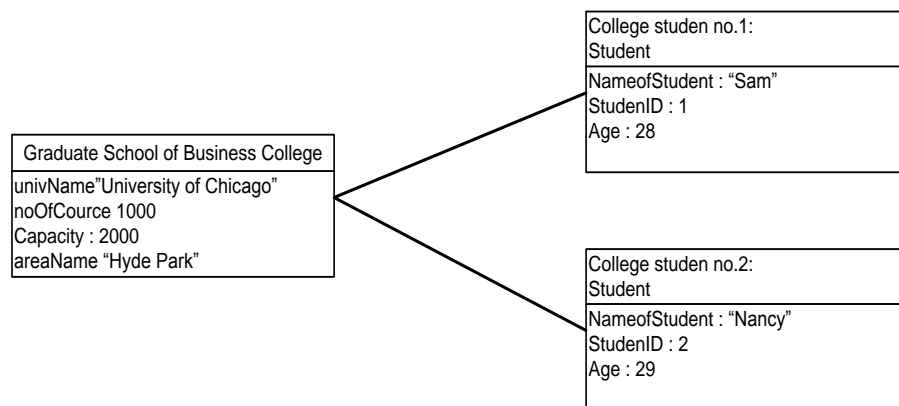 Graduate School of Business College
univName”University of Chicago”
noOfCource 1000
Capacity : 2000
areaName “Hyde Park”
College studen no.1:
Student
NameofStudent : “Sam”
StudenID : 1
Age : 28
College studen no.2:
Student
NameofStudent : “Nancy”
StudenID : 2
Age : 29